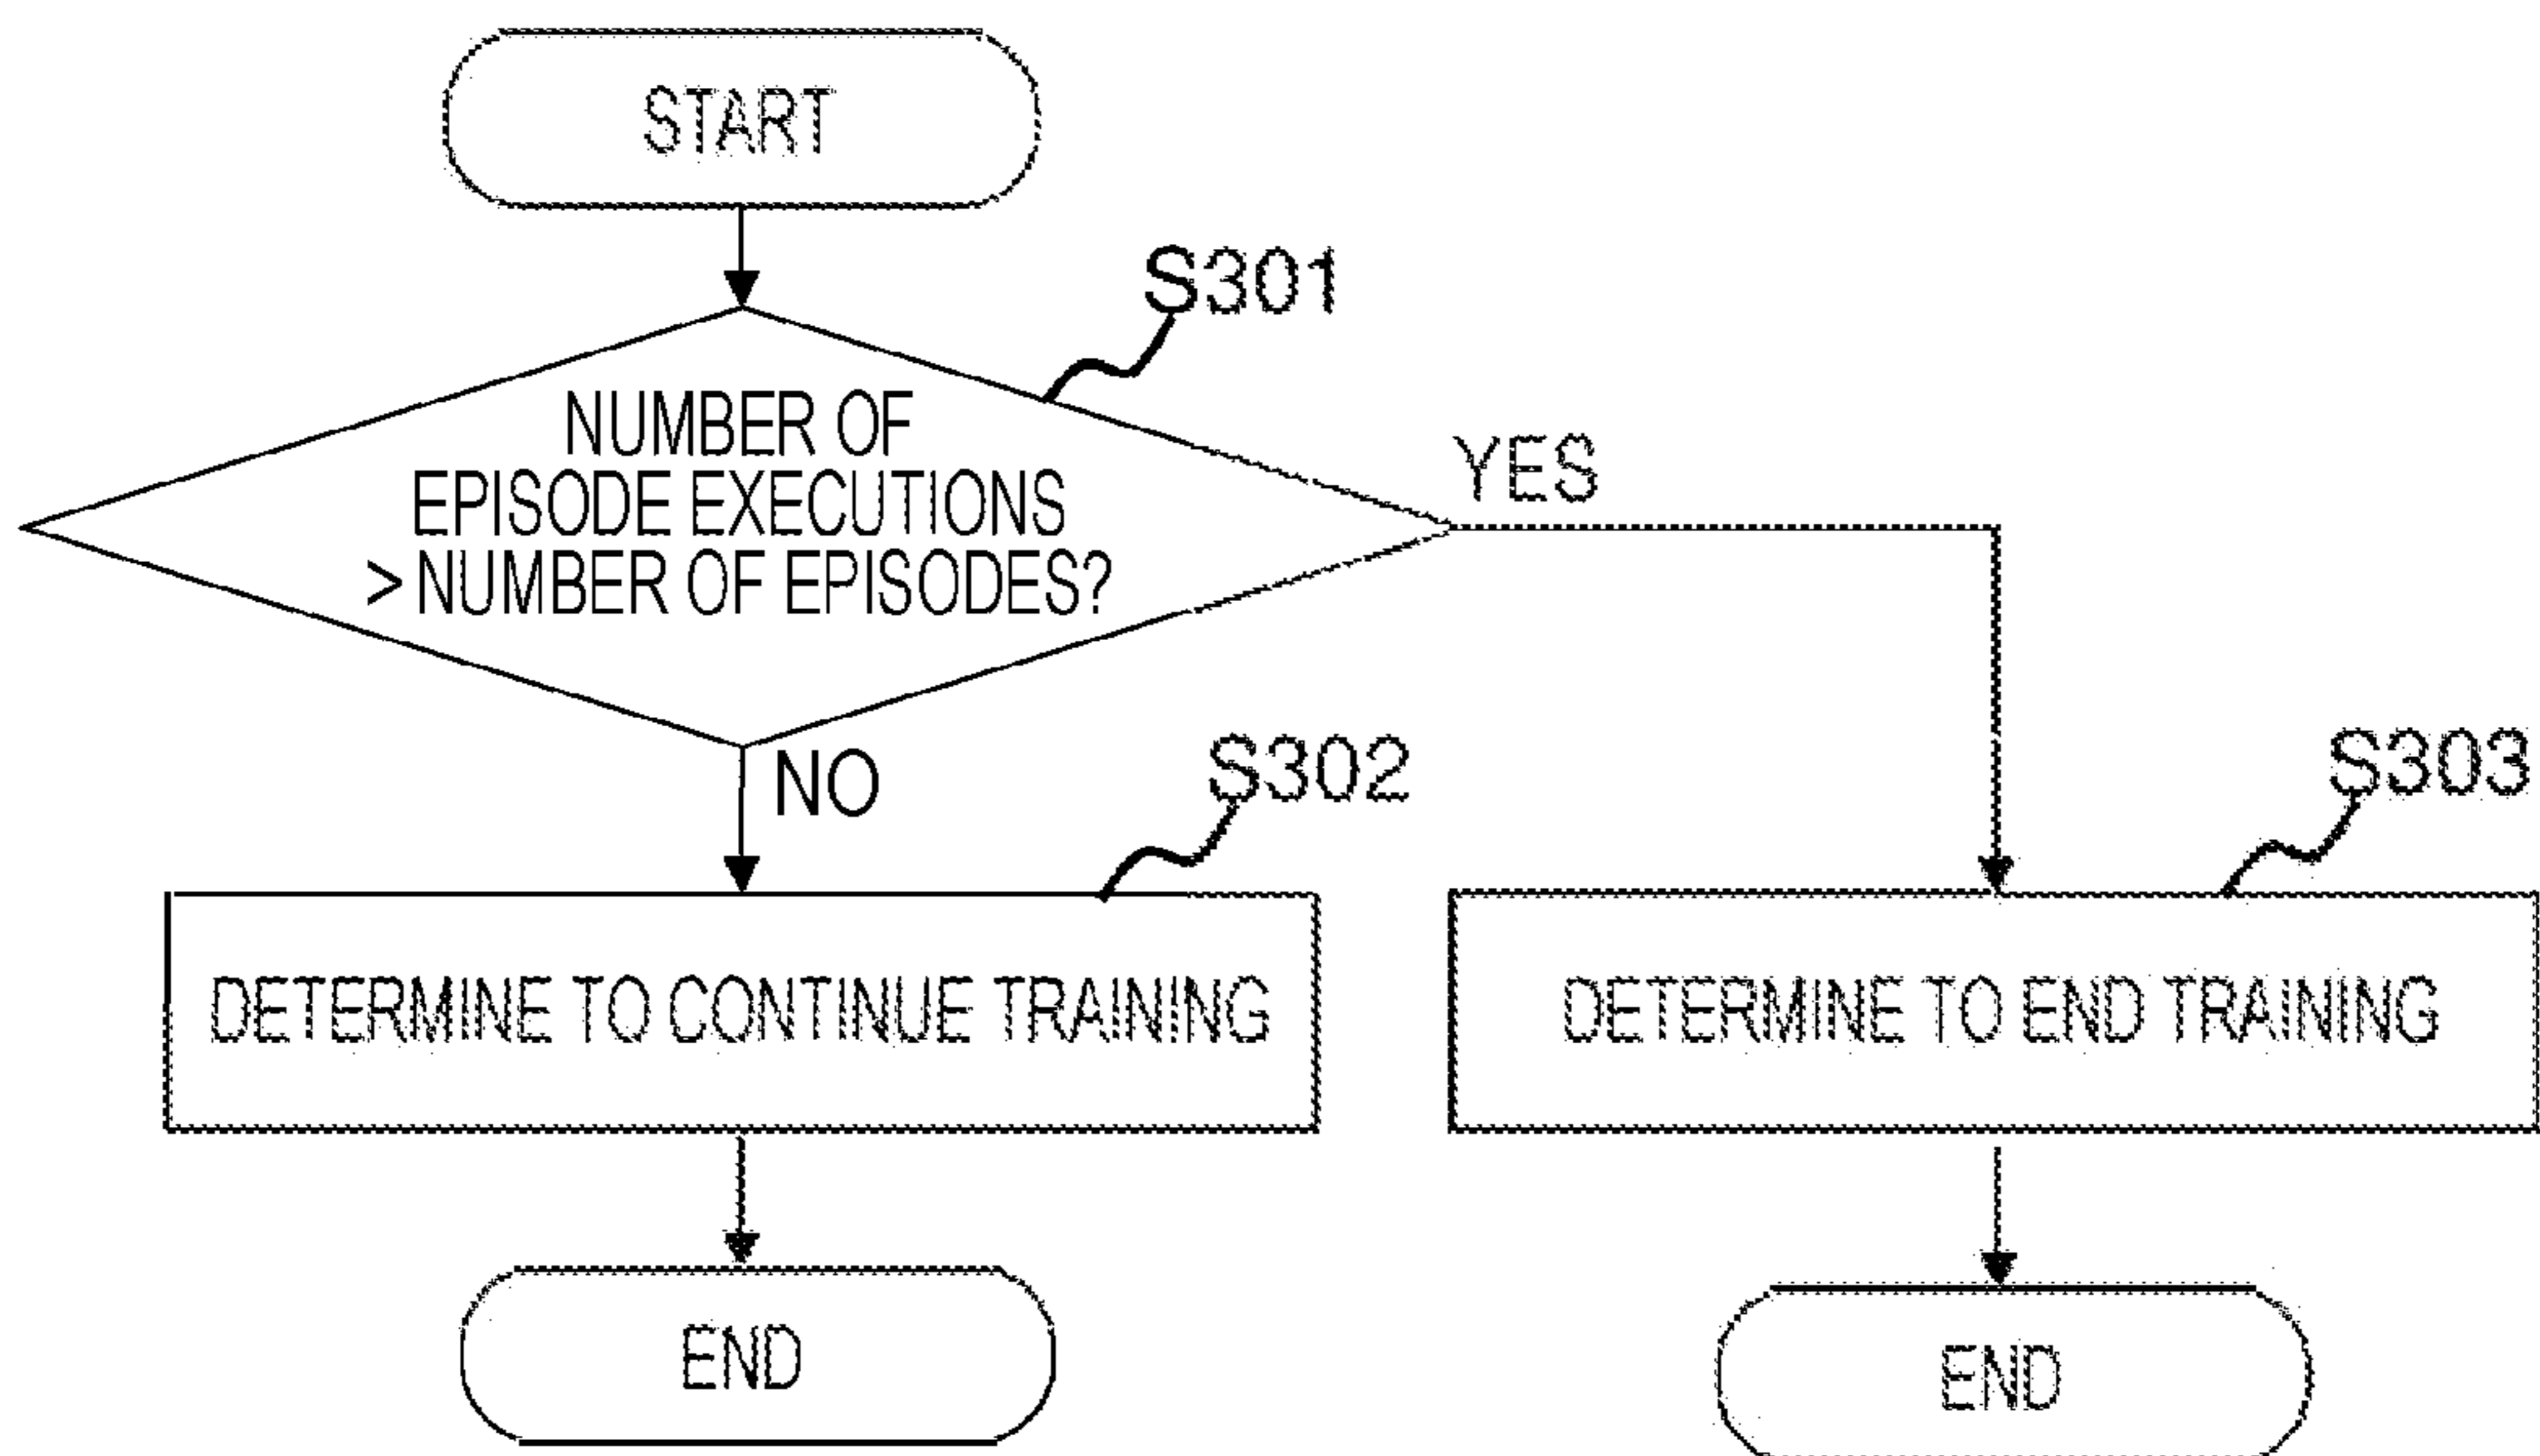 START
S301
NUMBER OF
EPISODE EXECUTIONS
> NUMBER OF EPISODES?
YES
NO
S302
S303
DETERMINE TO CONTINUE TRAINING
DETERMINE TO END TRAINING
END
END